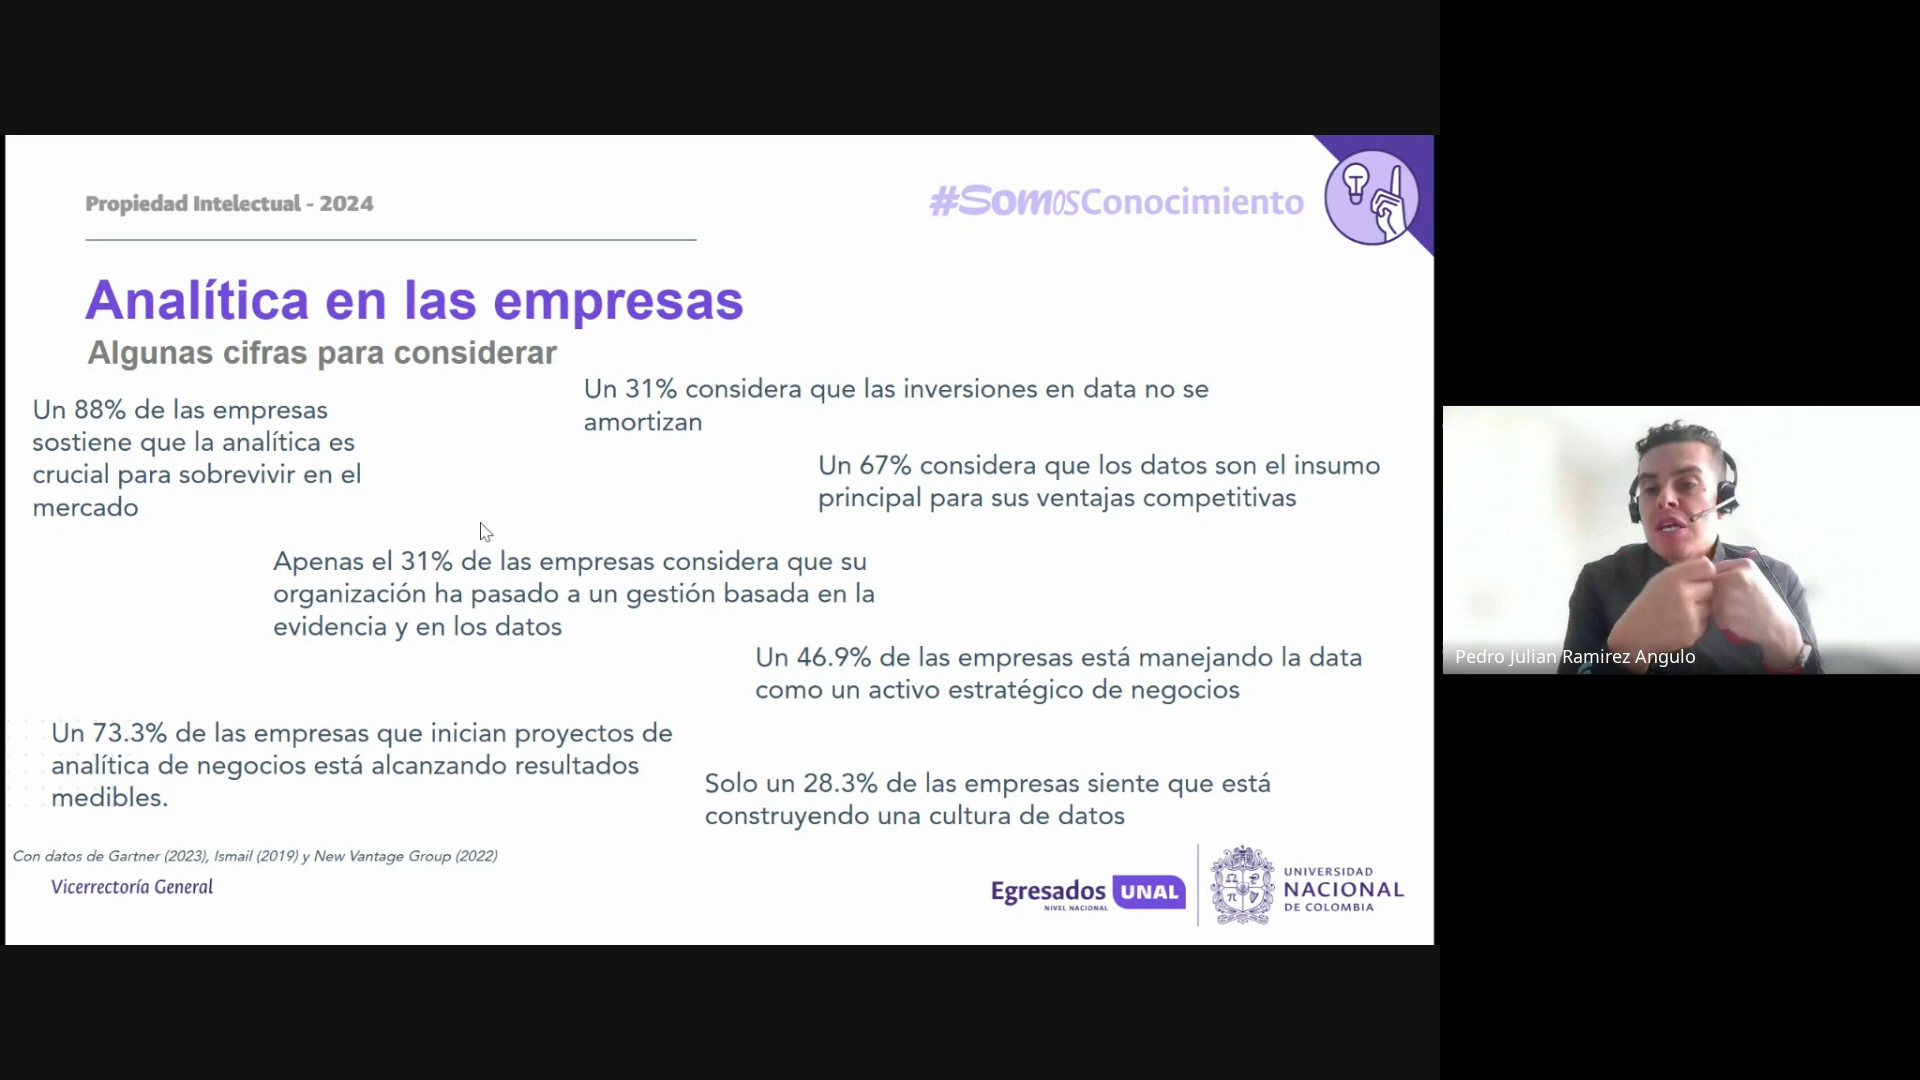 Propiedad Intelectual - 2024
#SomosConocimiento
Analítica en las empresas
Algunas cifras para considerar
Un 31% considera que las inversiones en data no se
amortizan
Un 88% de las empresas
sostiene que la analítica es
crucial para sobrevivir en el
mercado
Un 67% considera que los datos son el insumo
principal para sus ventajas competitivas
Apenas el 31% de las empresas considera que su
organización ha pasado a un gestión basada en la
evidencia y en los datos
Un 46.9% de las empresas está manejando la data
como un activo estratégico de negocios
Un 73.3% de las empresas que inician proyectos de
analítica de negocios está alcanzando resultados
medibles.
Solo un 28.3% de las empresas siente que está
construyendo una cultura de datos
Con datos de Gartner (2023), Ismail (2019) y New Vantage Group (2022)
Vicerrectoría General
Egresados UNAL
NIVEL NACIONAL
UNIVERSIDAD
NACIONAL
DE COLOMBIA
Pedro Julian Ramirez Angulo